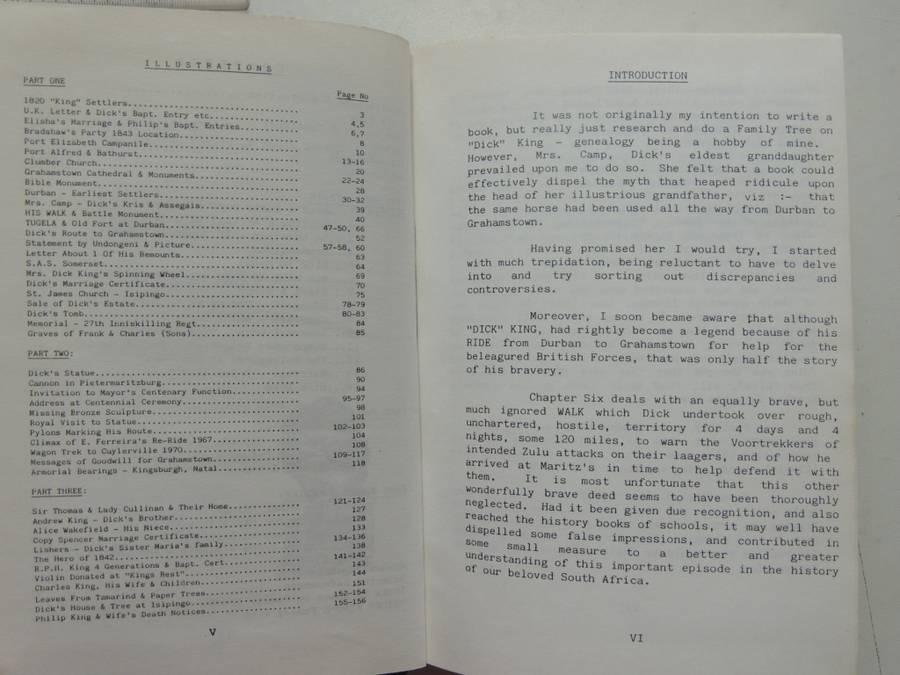 ILLUSTRATIONS
PART ONE
Page No
1820 "King" Settlers........ 3
U.K. Letter & Dick's Bapt. Entry etc........ 4,5
Elisha's Marriage & Philip's Bapt. Entries........ 6,7
Bradshaw's Party 1843 Location........ 8
Port Elizabeth Campanile........ 10
Port Alfred & Bathurst........ 13-16
Clumber Church........ 20
Grahamstown Cathedral & Monuments........ 22-24
Bible Monument........ 28
Durban - Earliest Settlers........ 30-32
Mrs. Camp - Dick's Kris & Assegais........ 39
HIS WALK & Battle Monument........ 40
TUGELA & Old Fort at Durban........ 47-50, 66
Dick's Route to Grahamstown........ 52
Statement by Undongeni & Picture........ 57-58, 60
Letter About 1 Of His Remounts........ 63
S.A.S. Somerset........ 64
Mrs. Dick King's Spinning Wheel........ 69
Dick's Marriage Certificate........ 70
St. James Church - Isipingo........ 75
Sale of Dick's Estate........ 78-79
Dick's Tomb........ 80-83
Memorial - 27th Inniskilling Regt........ 84
Graves of Frank & Charles (Sons)........ 85
PART TWO:
Dick's Statue........ 86
Cannon in Pietermaritzburg........ 90
Invitation to Mayor's Centenary Function........ 94
Address at Centennial Ceremony........ 95-97
Missing Bronze Sculpture........ 98
Royal Visit to Statue........ 101
Pylons Marking His Route........ 102-103
Climax of E. Ferreira's Re-Ride 1967........ 104
Wagon Trek to Cuylerville 1970........ 108
Messages of Goodwill for Grahamstown........ 109-117
Armorial Bearings - Kingsburgh, Natal........ 118
PART THREE:
Sir Thomas & Lady Cullinan & Their Home........ 121-124
Andrew King - Dick's Brother........ 127
Alice Wakefield - His Niece........ 128
Copy Spencer Marriage Certificate........ 133
Lishers - Dick's Sister Maria's family........ 134-136
The Hero of 1842........ 138
R.P.H. King 4 Generations & Bapt. Cert........ 141-142
Violin Donated at "Kings Rest"........ 143
Charles King, His Wife & Children........ 144
Leaves From Tamarind & Paper Trees........ 151
Dick's House & Tree at Isipingo........ 152-154
Philip King & Wife's Death Notices........ 155-156
V
INTRODUCTION
It was not originally my intention to write a
book, but really just research and do a Family Tree on
"Dick" King - genealogy being a hobby of mine.
However, Mrs. Camp, Dick's eldest granddaughter
prevailed upon me to do so. She felt that a book could
effectively dispel the myth that heaped ridicule upon
the head of her illustrious grandfather, viz :- that
the same horse had been used all the way from Durban to
Grahamstown.
Having promised her I would try, I started
with much trepidation, being reluctant to have to delve
into and try sorting out discrepancies and
controversies.
Moreover, I soon became aware that although
"DICK" KING, had rightly become a legend because of his
RIDE from Durban to Grahamstown for help for the
beleagured British Forces, that was only half the story
of his bravery.
Chapter Six deals with an equally brave, but
much ignored WALK which Dick undertook over rough,
unchartered, hostile, territory for 4 days and 4
nights, some 120 miles, to warn the Voortrekkers of
intended Zulu attacks on their laagers, and of how he
arrived at Maritz's in time to help defend it with
them. It is most unfortunate that this other
wonderfully brave deed seems to have been thoroughly
neglected. Had it been given due recognition, and also
reached the history books of schools, it may well have
dispelled some false impressions, and contributed in
some small measure to a better and greater
understanding of this important episode in the history
of our beloved South Africa.
VI